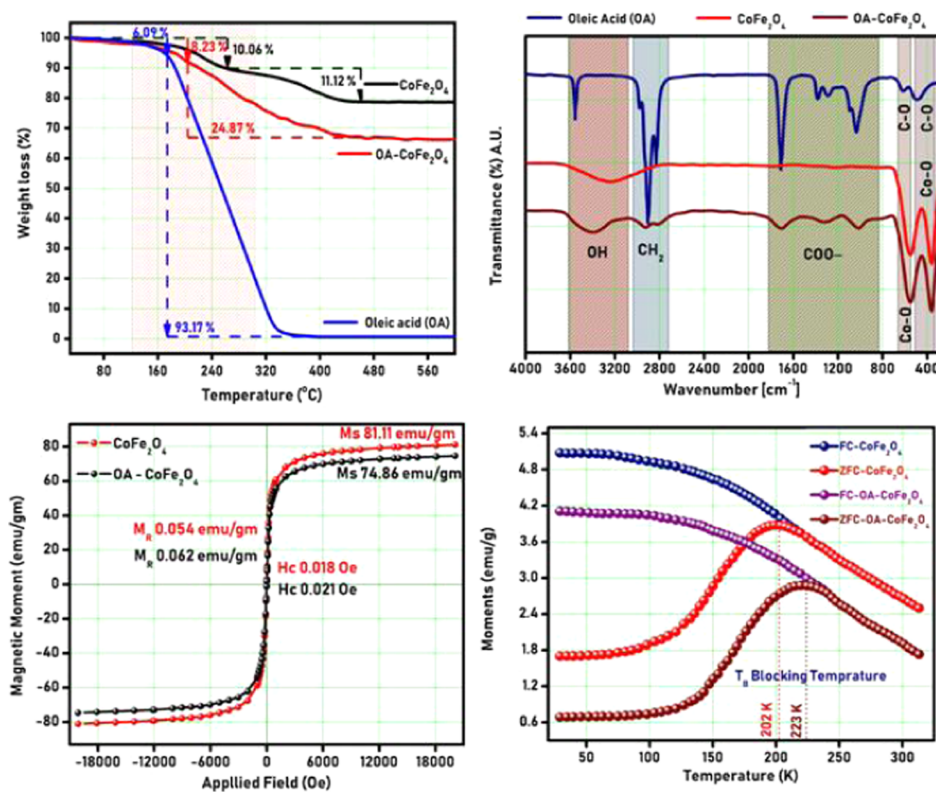 100
90
80
70
60
50
40
30
20
10
0
Weight loss (%)
6.09 %
8.23 %
10.06 %
11.12 %
CoFe₂O₄
24.87 %
OA-CoFe₂O₄
93.17 %
Oleic acid (OA)
80 160 240 320 400 480 560
Temperature (°C)
Oleic Acid (OA) CoFe₂O₄ OA-CoFe₂O₄
Transmittance (%) A.U.
OH
CH₂
COO–
C-O
C-O
Co-O
Co-O
4000 3600 3200 2800 2400 2000 1600 1200 800 400
Wavenumber [cm⁻¹]
80
60
40
20
0
-20
-40
-60
-80
Magnetic Moment (emu/gm)
CoFe₂O₄
OA - CoFe₂O₄
Ms 81.11 emu/gm
Ms 74.86 emu/gm
M_R 0.054 emu/gm
M_R 0.062 emu/gm
Hc 0.018 Oe
Hc 0.021 Oe
-18000 -12000 -6000 0 6000 12000 18000
Appllied Field (Oe)
5.4
4.8
4.2
3.6
3.0
2.4
1.8
1.2
0.6
Moments (emu/g)
FC-CoFe₂O₄
ZFC-CoFe₂O₄
FC-OA-CoFe₂O₄
ZFC-OA-CoFe₂O₄
T_B Blocking Temprature
202 K
223 K
50 100 150 200 250 300
Temperature (K)